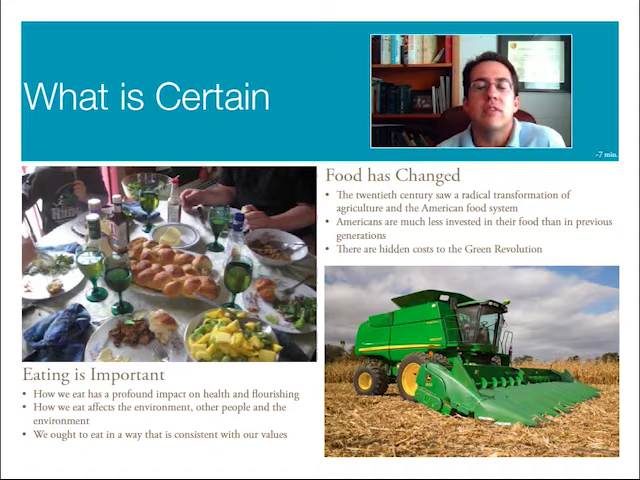 What is Certain
~7 min.
Food has Changed
• The twentieth century saw a radical transformation of
agriculture and the American food system
• Americans are much less invested in their food than in previous
generations
• There are hidden costs to the Green Revolution
Eating is Important
• How we eat has a profound impact on health and flourishing
• How we eat affects the environment, other people and the
environment
• We ought to eat in a way that is consistent with our values